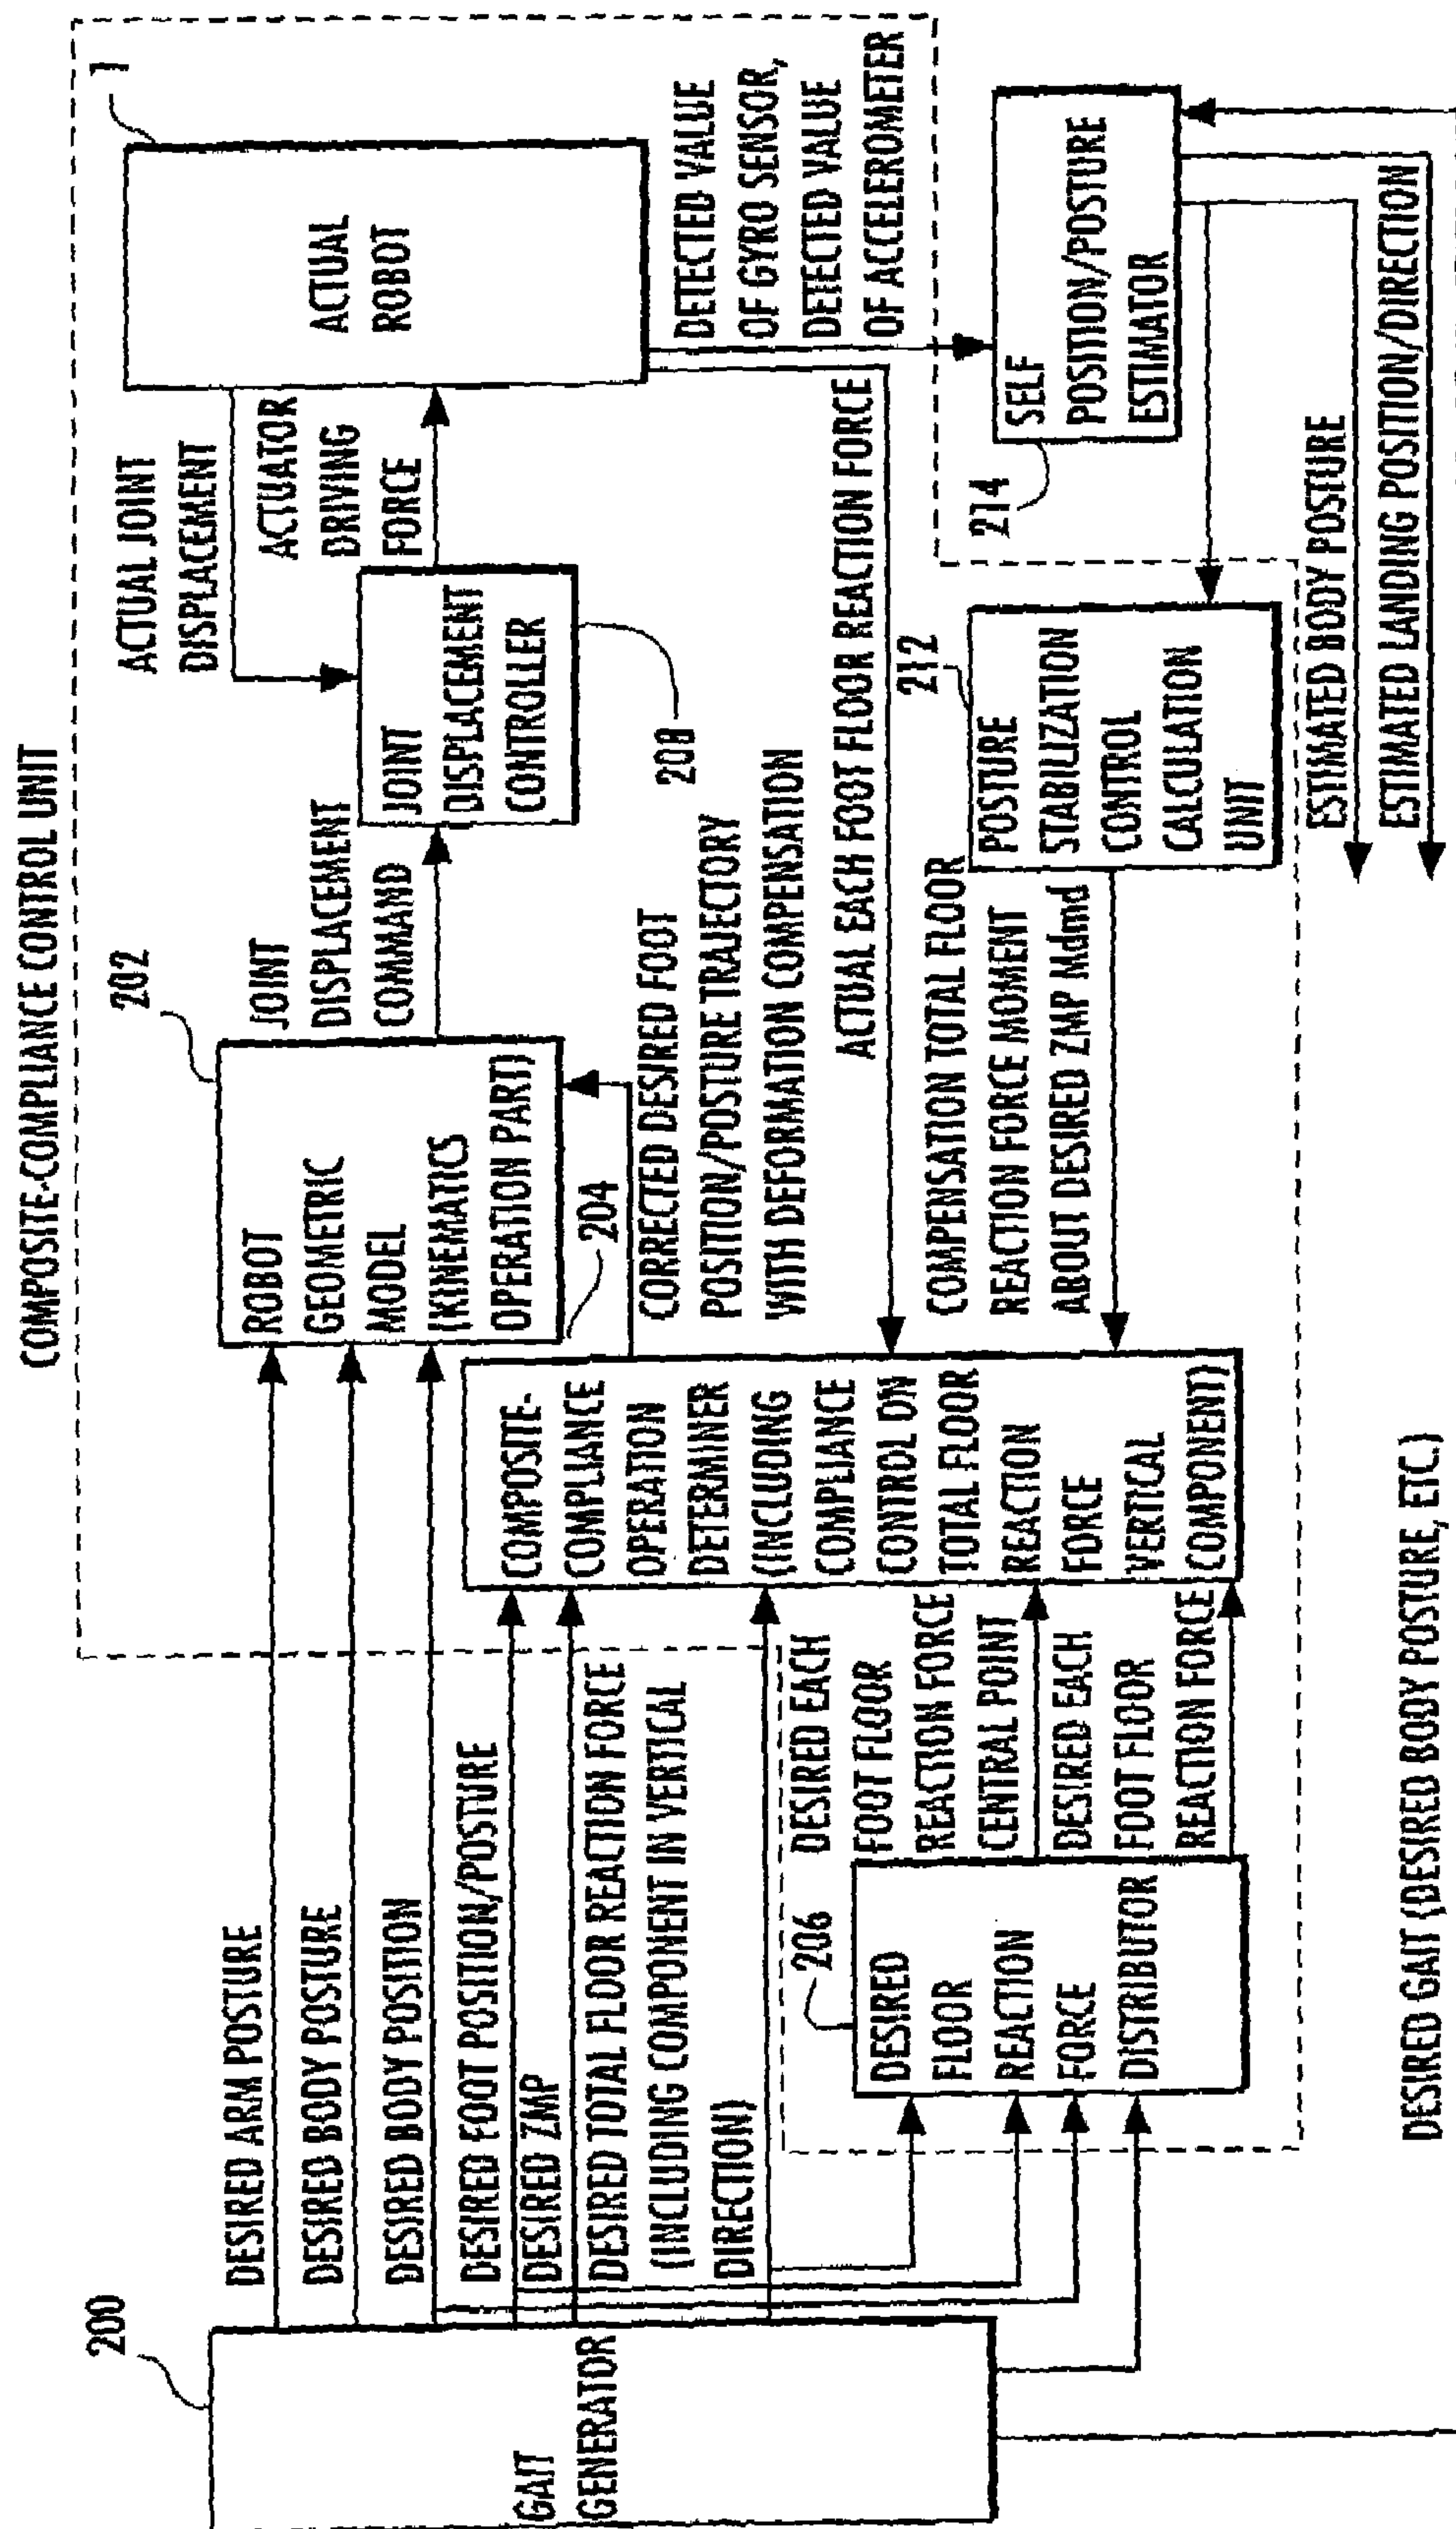 COMPOSITE-COMPLIANCE CONTROL UNIT
200
GAIT
GENERATOR
DESIRED ARM POSTURE
DESIRED BODY POSTURE
DESIRED BODY POSITION
DESIRED FOOT POSITION/POSTURE
DESIRED ZMP
DESIRED TOTAL FLOOR REACTION FORCE
(INCLUDING COMPONENT IN VERTICAL
DIRECTION)
202
ROBOT
GEOMETRIC
MODEL
(KINEMATICS
OPERATION PART)
204
JOINT
DISPLACEMENT
COMMAND
JOINT
DISPLACEMENT
CONTROLLER
208
ACTUAL JOINT
DISPLACEMENT
ACTUATOR
DRIVING
FORCE
1
ACTUAL
ROBOT
DETECTED VALUE
OF GYRO SENSOR,
DETECTED VALUE
OF ACCELEROMETER
COMPOSITE-
COMPLIANCE
OPERATION
DETERMINER
(INCLUDING
COMPLIANCE
CONTROL ON
TOTAL FLOOR
REACTION
FORCE
VERTICAL
COMPONENT)
CORRECTED DESIRED FOOT
POSITION/POSTURE TRAJECTORY
WITH DEFORMATION COMPENSATION
ACTUAL EACH FOOT FLOOR REACTION FORCE
COMPENSATION TOTAL FLOOR
REACTION FORCE MOMENT
ABOUT DESIRED ZMP Mdmd
206
DESIRED
FLOOR
REACTION
FORCE
DISTRIBUTOR
DESIRED EACH
FOOT FLOOR
REACTION FORCE
CENTRAL POINT
DESIRED EACH
FOOT FLOOR
REACTION FORCE
212
POSTURE
STABILIZATION
CONTROL
CALCULATION
UNIT
214
SELF
POSITION/POSTURE
ESTIMATOR
ESTIMATED BODY POSTURE
ESTIMATED LANDING POSITION/DIRECTION
DESIRED GAIT (DESIRED BODY POSTURE, ETC.)